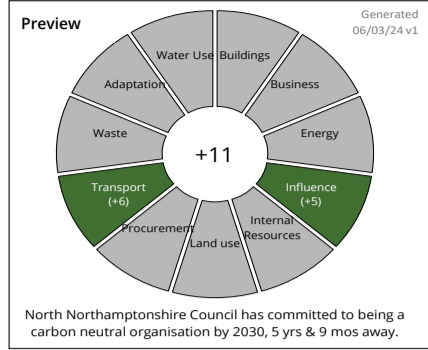 Preview
Generated
06/03/24 v1
Water Use
Buildings
Adaptation
Business
Waste
Energy
+11
Transport
(+6)
Influence
(+5)
Procurement
Internal
Resources
Land use
North Northamptonshire Council has committed to being a
carbon neutral organisation by 2030, 5 yrs & 9 mos away.